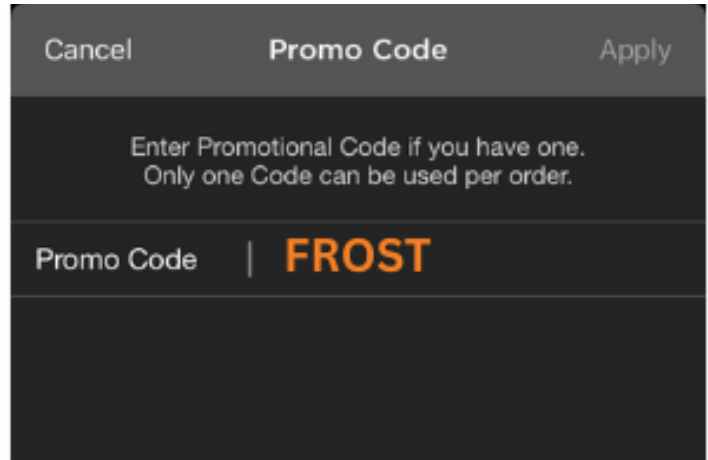 Cancel Promo Code Apply
Enter Promotional Code if you have one.
Only one Code can be used per order.
Promo Code FROST